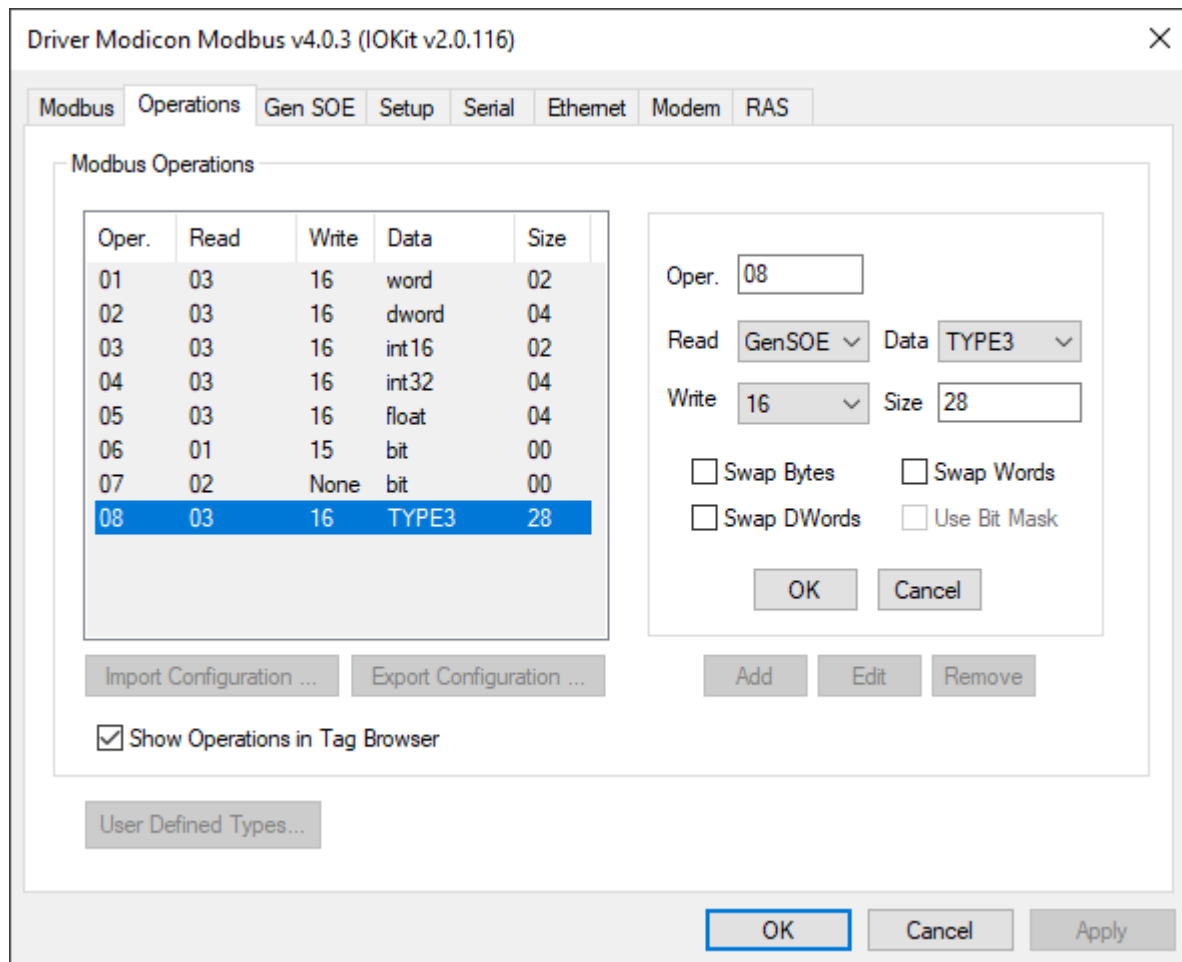 Driver Modicon Modbus v4.0.3 (IOKit v2.0.116)
Modbus Operations Gen SOE Setup Serial Ethernet Modem RAS
Modbus Operations
Oper. Read Write Data Size
01 03 16 word 02
02 03 16 dword 04
03 03 16 int16 02
04 03 16 int32 04
05 03 16 float 04
06 01 15 bit 00
07 02 None bit 00
08 03 16 TYPE3 28
Oper. 08
Read GenSOE Data TYPE3
Write 16 Size 28
Swap Bytes Swap Words
Swap DWords Use Bit Mask
OK Cancel
Import Configuration ... Export Configuration ... Add Edit Remove
Show Operations in Tag Browser
User Defined Types...
OK Cancel Apply